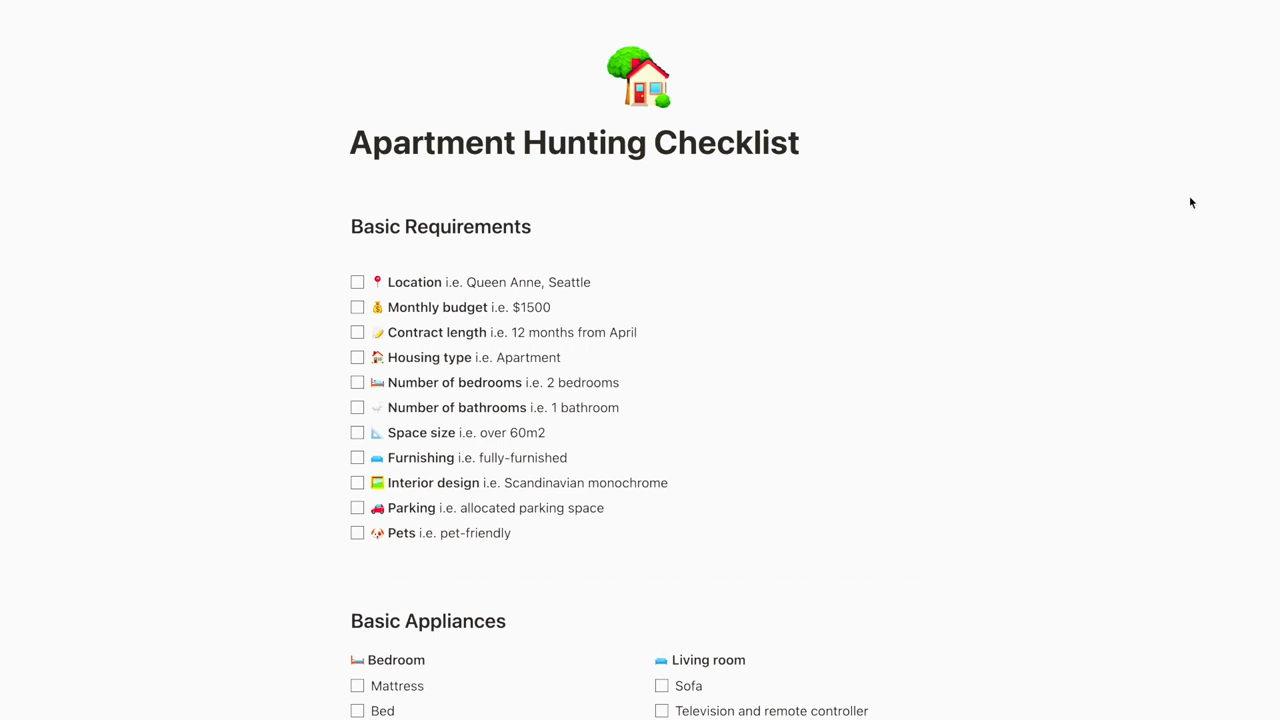 Apartment Hunting Checklist
Basic Requirements
Location i.e. Queen Anne, Seattle
Monthly budget i.e. $1500
Contract length i.e. 12 months from April
Housing type i.e. Apartment
Number of bedrooms i.e. 2 bedrooms
Number of bathrooms i.e. 1 bathroom
Space size i.e. over 60m2
Furnishing i.e. fully-furnished
Interior design i.e. Scandinavian monochrome
Parking i.e. allocated parking space
Pets i.e. pet-friendly
Basic Appliances
Bedroom
Mattress
Bed
Living room
Sofa
Television and remote controller